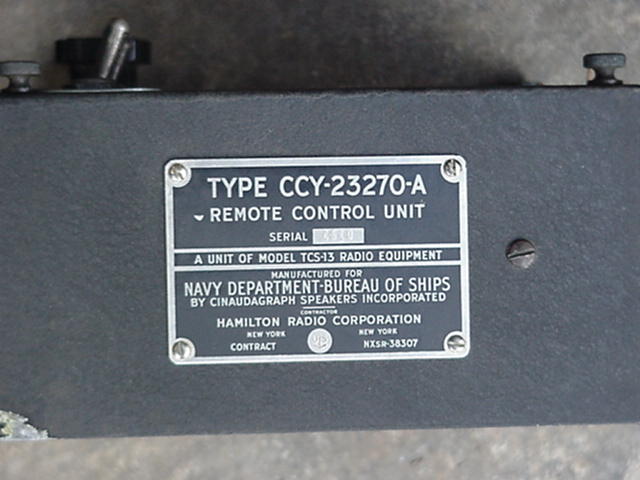 TYPE CCY-23270-A
REMOTE CONTROL UNIT
SERIAL
A UNIT OF MODEL TCS-13 RADIO EQUIPMENT
MANUFACTURED FOR
NAVY DEPARTMENT-BUREAU OF SHIPS
BY CINAUDAGRAPH SPEAKERS INCORPORATED
CONTRACTOR
HAMILTON RADIO CORPORATION
NEW YORK NEW YORK
CONTRACT NXSR-38307